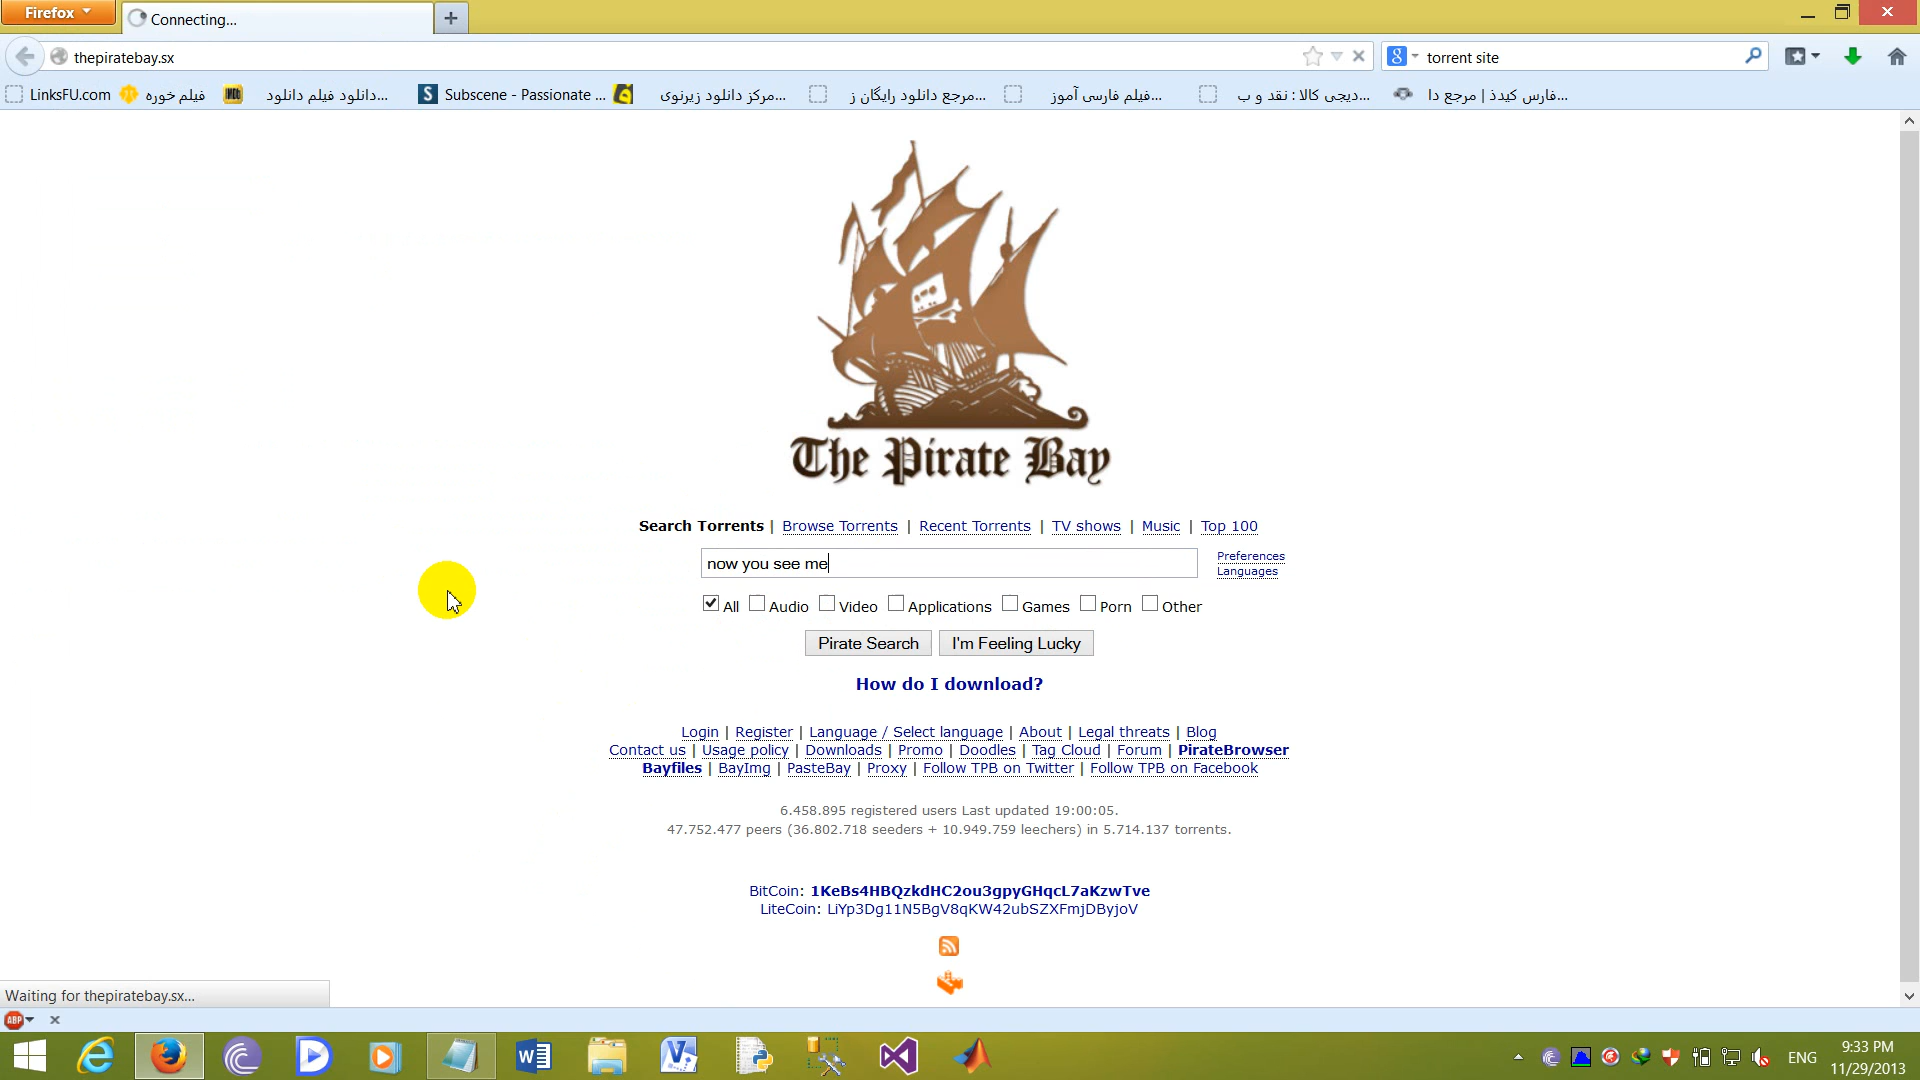 Firefox
Connecting...
thepiratebay.sx
torrent site
LinksFU.com
فیلم خوره
دانلود فیلم دانلود...
Subscene - Passionate ...
مرکز دانلود زیرنوی...
مرجع دانلود رایگان ز...
فیلم فارسی آموز...
دیجی کالا : نقد و ب...
فارس کیدذ | مرجع دا...
The Pirate Bay
Search Torrents | Browse Torrents | Recent Torrents | TV shows | Music | Top 100
now you see me
Preferences
Languages
All Audio Video Applications Games Porn Other
Pirate Search I'm Feeling Lucky
How do I download?
Login | Register | Language / Select language | About | Legal threats | Blog
Contact us | Usage policy | Downloads | Promo | Doodles | Tag Cloud | Forum | PirateBrowser
Bayfiles | BayImg | PasteBay | Proxy | Follow TPB on Twitter | Follow TPB on Facebook
6.458.895 registered users Last updated 19:00:05.
47.752.477 peers (36.802.718 seeders + 10.949.759 leechers) in 5.714.137 torrents.
BitCoin: 1KeBs4HBQzkdHC2ou3gpyGHqcL7aKzwTve
LiteCoin: LiYp3Dg11N5BgV8qKW42ubSZXFmjDByjoV
Waiting for thepiratebay.sx...
ABP
ENG
9:33 PM
11/29/2013